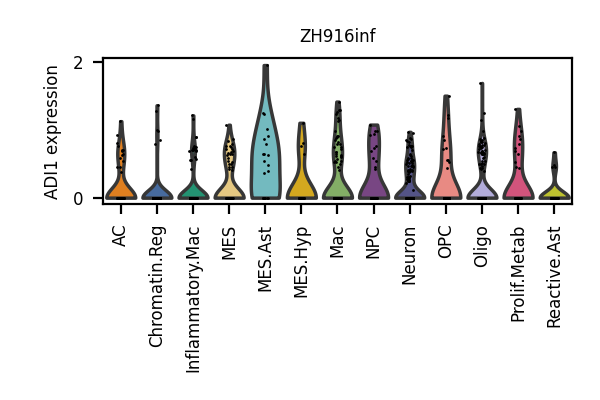 ZH916inf
ADI1 expression
2
0
AC
Chromatin.Reg
Inflammatory.Mac
MES
MES.Ast
MES.Hyp
Mac
NPC
Neuron
OPC
Oligo
Prolif.Metab
Reactive.Ast